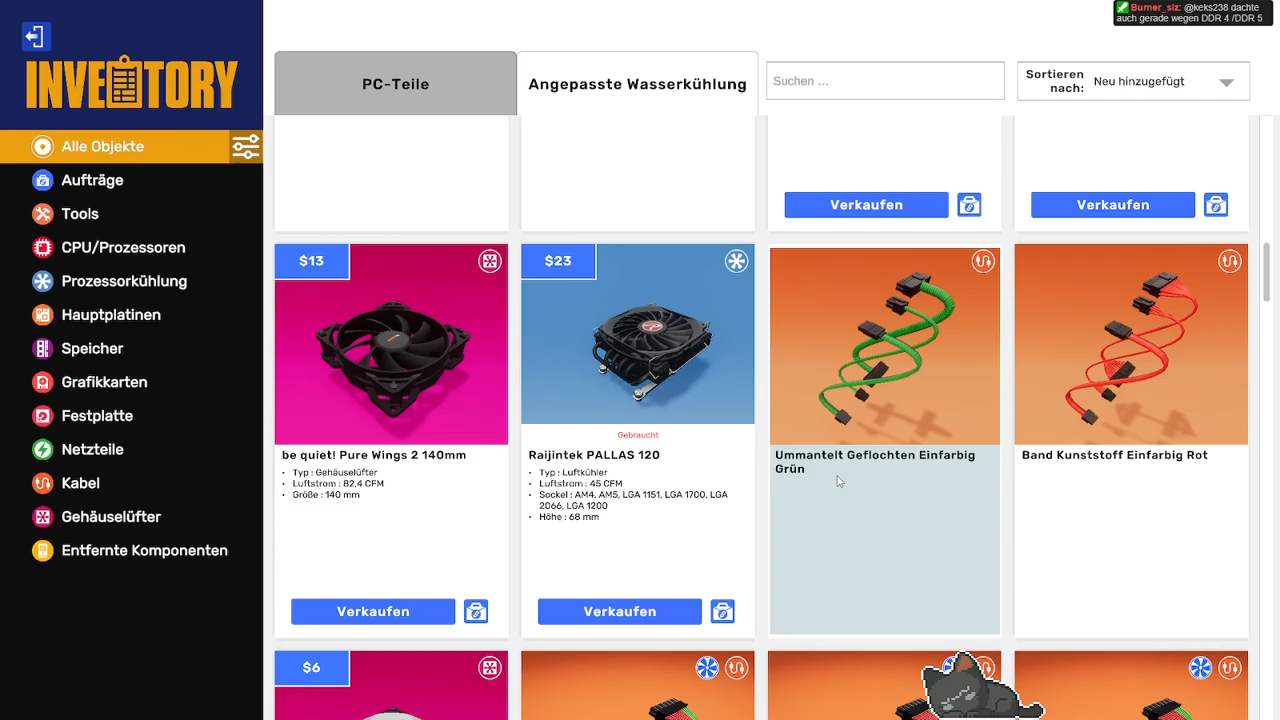 Burner_siz: @keks238 dachte
auch gerade wegen DDR 4 /DDR 5
INVENTORY
PC-Teile
Angepasste Wasserkühlung
Suchen ...
Sortieren
nach:
Neu hinzugefügt
Alle Objekte
Aufträge
Tools
CPU/Prozessoren
Prozessorkühlung
Hauptplatinen
Speicher
Grafikkarten
Festplatte
Netzteile
Kabel
Gehäuselüfter
Entfernte Komponenten
Verkaufen
Verkaufen
$13
be quiet! Pure Wings 2 140mm
• Typ : Gehäuselüfter
• Luftstrom : 82,4 CFM
• Größe : 140 mm
Verkaufen
$23
Gebraucht
Raijintek PALLAS 120
• Typ : Luftkühler
• Luftstrom : 45 CFM
• Sockel : AM4, AM5, LGA 1151, LGA 1700, LGA
2066, LGA 1200
• Höhe : 68 mm
Verkaufen
Ummantelt Geflochten Einfarbig
Grün
Band Kunststoff Einfarbig Rot
$6